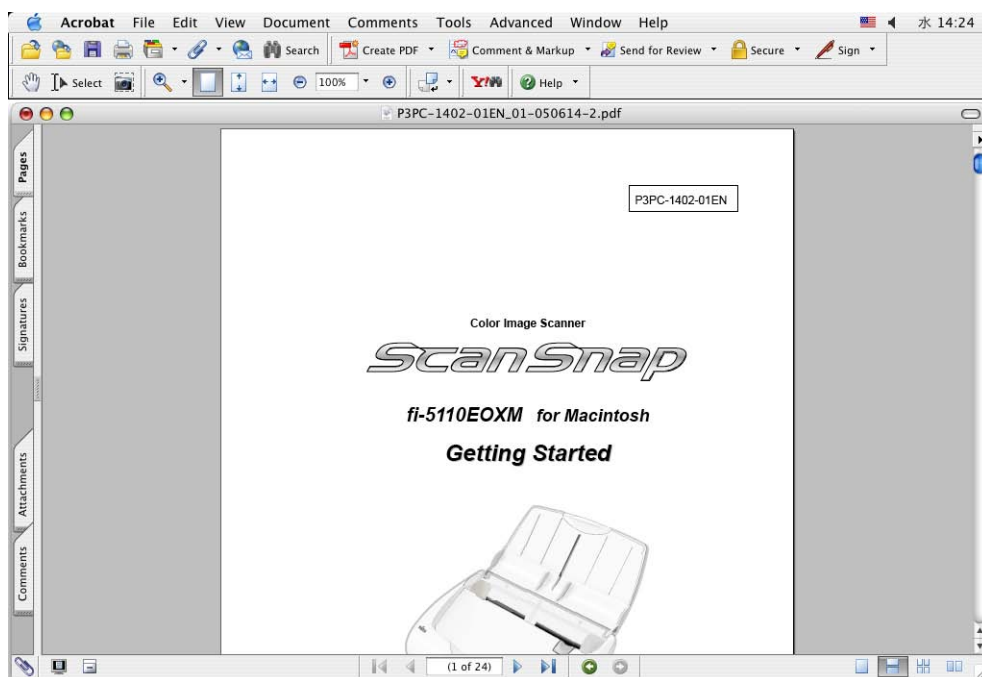 Acrobat File Edit View Document Comments Tools Advanced Window Help 水 14:24
Search Create PDF Comment & Markup Send for Review Secure Sign
Select 100% Y! Help
P3PC-1402-01EN_01-050614-2.pdf
Pages
Bookmarks
Signatures
Attachments
Comments
P3PC-1402-01EN
Color Image Scanner
ScanSnap
fi-5110EOXM for Macintosh
Getting Started
(1 of 24)